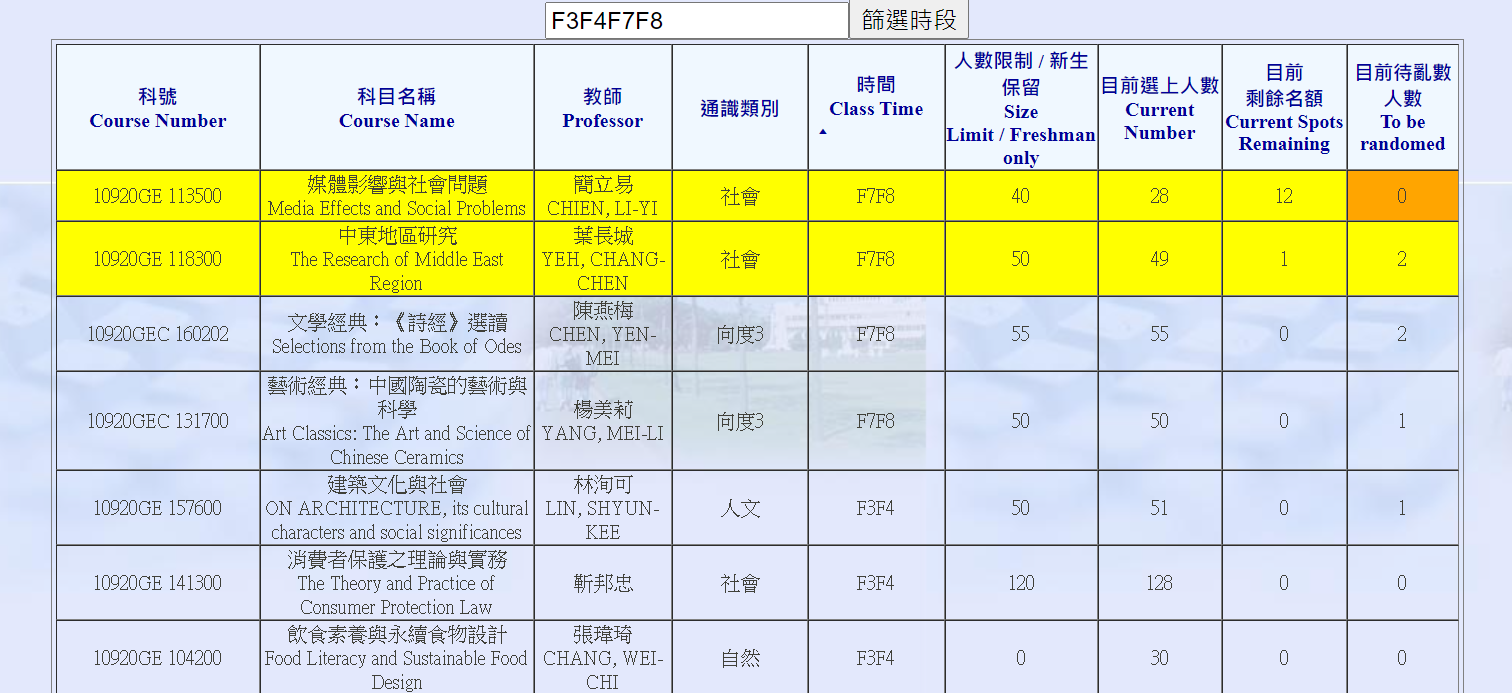 F3F4F7F8 篩選時段
科號
Course Number
科目名稱
Course Name
教師
Professor
通識類別
時間
Class Time
人數限制 / 新生
保留
Size
Limit / Freshman
only
目前選上人數
Current
Number
目前
剩餘名額
Current Spots
Remaining
目前待亂數
人數
To be
randomed
10920GE 113500
媒體影響與社會問題
Media Effects and Social Problems
簡立易
CHIEN, LI-YI
社會
F7F8
40
28
12
0
10920GE 118300
中東地區研究
The Research of Middle East
Region
葉長城
YEH, CHANG-
CHEN
社會
F7F8
50
49
1
2
10920GEC 160202
文學經典：《詩經》選讀
Selections from the Book of Odes
陳燕梅
CHEN, YEN-
MEI
向度3
F7F8
55
55
0
2
10920GEC 131700
藝術經典：中國陶瓷的藝術與
科學
Art Classics: The Art and Science of
Chinese Ceramics
楊美莉
YANG, MEI-LI
向度3
F7F8
50
50
0
1
10920GE 157600
建築文化與社會
ON ARCHITECTURE, its cultural
characters and social significances
林洵可
LIN, SHYUN-
KEE
人文
F3F4
50
51
0
1
10920GE 141300
消費者保護之理論與實務
The Theory and Practice of
Consumer Protection Law
靳邦忠
社會
F3F4
120
128
0
0
10920GE 104200
飲食素養與永續食物設計
Food Literacy and Sustainable Food
Design
張瑋琦
CHANG, WEI-
CHI
自然
F3F4
0
30
0
0